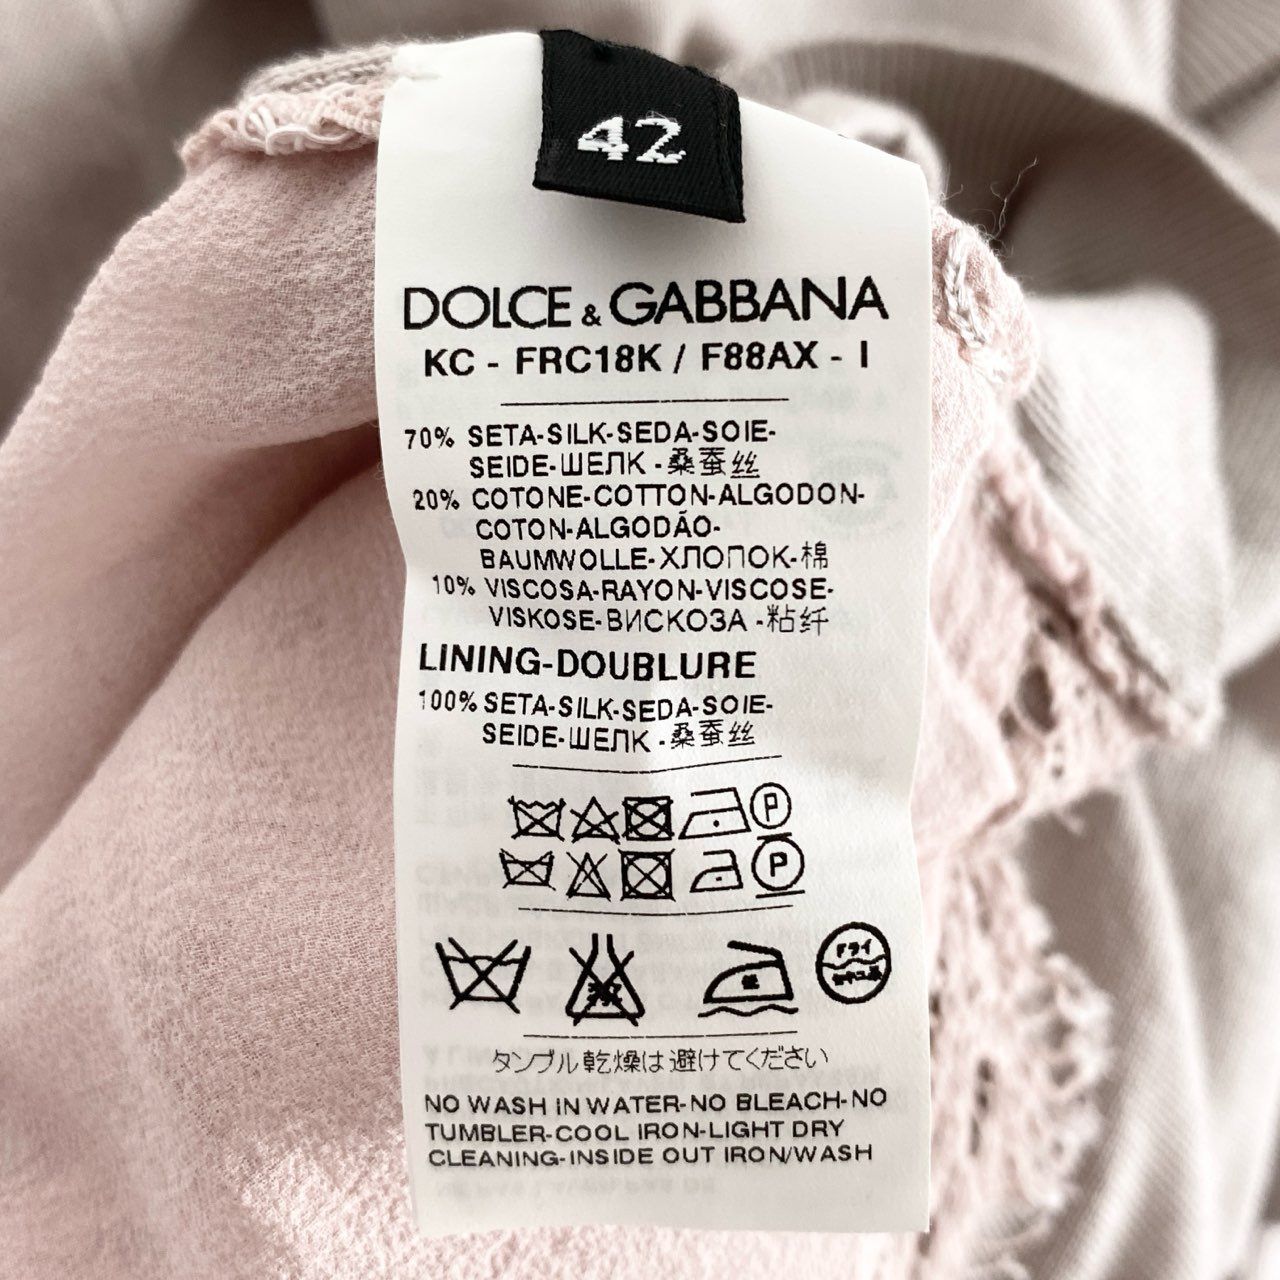 42
DOLCE & GABBANA
KC - FRC18K / F88AX - I
70% SETA-SILK-SEDA-SOIE-
SEIDE-ШЕЛК -桑蚕丝
20% COTONE-COTTON-ALGODON-
COTON-ALGODÃO-
BAUMWOLLE-ХЛОПОК-棉
10% VISCOSA-RAYON-VISCOSE-
VISKOSE-ВИСКОЗА -粘纤
LINING-DOUBLURE
100% SETA-SILK-SEDA-SOIE-
SEIDE-ШЕЛК -桑蚕丝
P
P
低 ドライ
タンブル乾燥は避けてください
NO WASH IN WATER-NO BLEACH-NO
TUMBLER-COOL IRON-LIGHT DRY
CLEANING-INSIDE OUT IRON/WASH